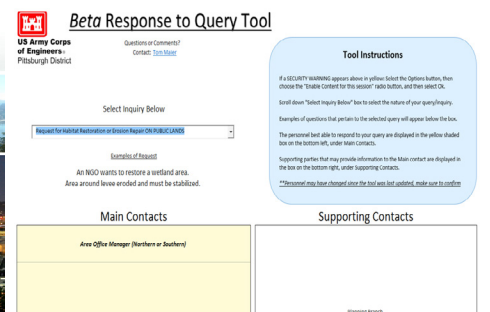 Beta Response to Query Tool
US Army Corps
of Engineers®
Pittsburgh District
Questions or Comments?
Contact: Tom Maier
Select Inquiry Below
Request for Habitat Restoration or Erosion Repair ON PUBLIC LANDS
Examples of Request
An NGO wants to restore a wetland area.
Area around levee eroded and must be stabilized.
Tool Instructions
If a SECURITY WARNING appears above in yellow: Select the Options button, then
choose the "Enable Content for this session" radio button, and then select Ok.
Scroll down "Select Inquiry Below" box to select the nature of your query/inquiry.
Examples of questions that pertain to the selected query will appear below the box.
The personnel best able to respond to your query are displayed in the yellow shaded
box on the bottom left, under Main Contacts.
Supporting parties that may provide information to the Main contact are displayed in
the box on the bottom right, under Supporting Contacts.
**Personnel may have changed since the tool was last updated, make sure to confirm
Main Contacts
Area Office Manager (Northern or Southern)
Supporting Contacts
Planning Branch